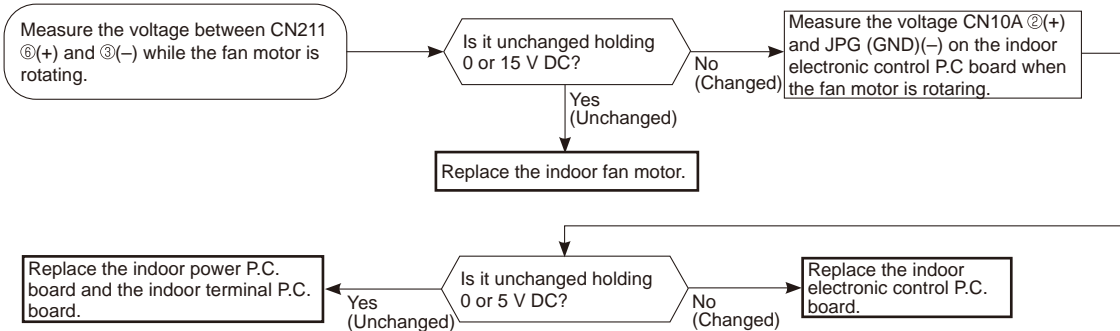 Measure the voltage between CN211
⑥(+) and ③(–) while the fan motor is
rotating.
Is it unchanged holding
0 or 15 V DC?
No
(Changed)
Measure the voltage CN10A ②(+)
and JPG (GND)(–) on the indoor
electronic control P.C board when
the fan motor is rotaring.
Yes
(Unchanged)
Replace the indoor fan motor.
Is it unchanged holding
0 or 5 V DC?
Yes
(Unchanged)
Replace the indoor power P.C.
board and the indoor terminal P.C.
board.
No
(Changed)
Replace the indoor
electronic control P.C.
board.